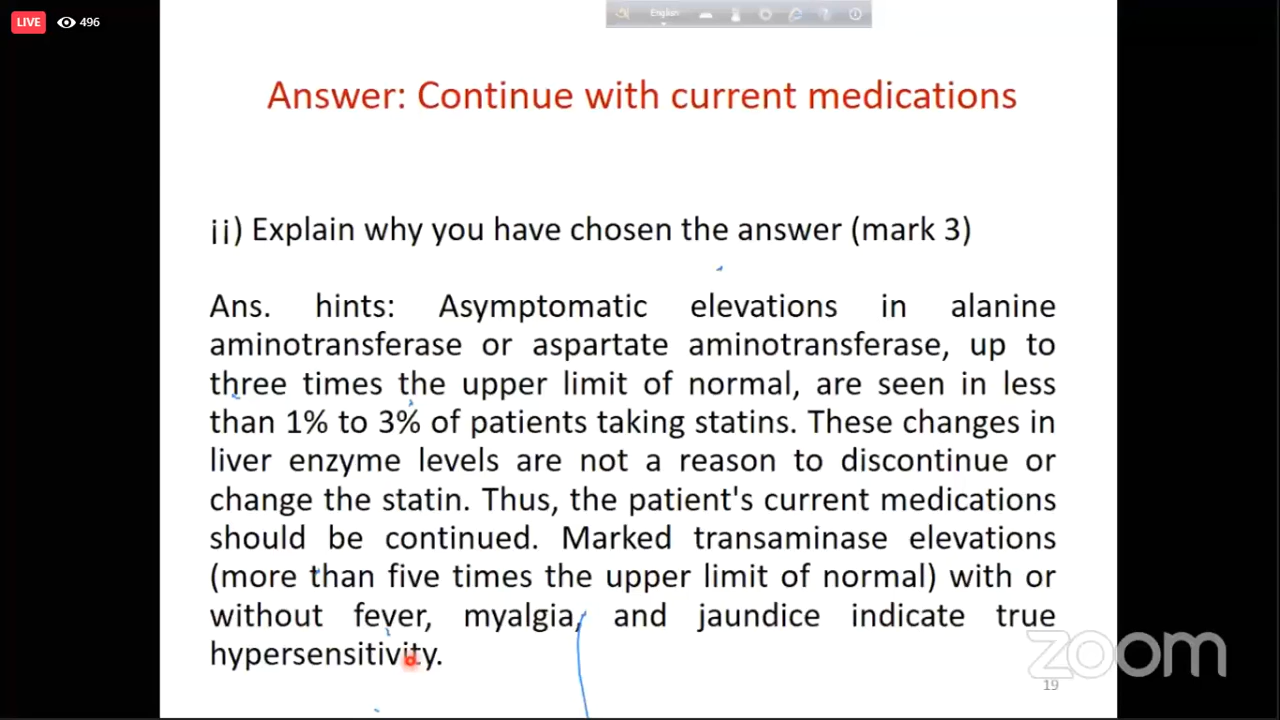 LIVE 496
English
Answer: Continue with current medications
ii) Explain why you have chosen the answer (mark 3)
Ans. hints: Asymptomatic elevations in alanine
aminotransferase or aspartate aminotransferase, up to
three times the upper limit of normal, are seen in less
than 1% to 3% of patients taking statins. These changes in
liver enzyme levels are not a reason to discontinue or
change the statin. Thus, the patient's current medications
should be continued. Marked transaminase elevations
(more than five times the upper limit of normal) with or
without fever, myalgia, and jaundice indicate true
hypersensitivity.
zoom
19